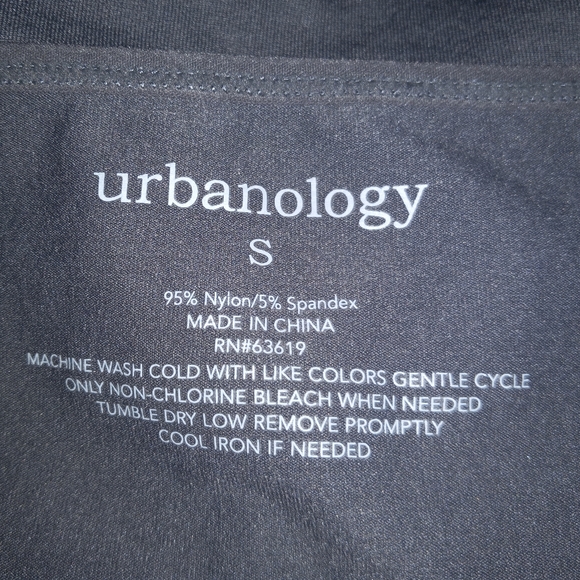 urbanology
S
95% Nylon/5% Spandex
MADE IN CHINA
RN#63619
MACHINE WASH COLD WITH LIKE COLORS GENTLE CYCLE
ONLY NON-CHLORINE BLEACH WHEN NEEDED
TUMBLE DRY LOW REMOVE PROMPTLY
COOL IRON IF NEEDED